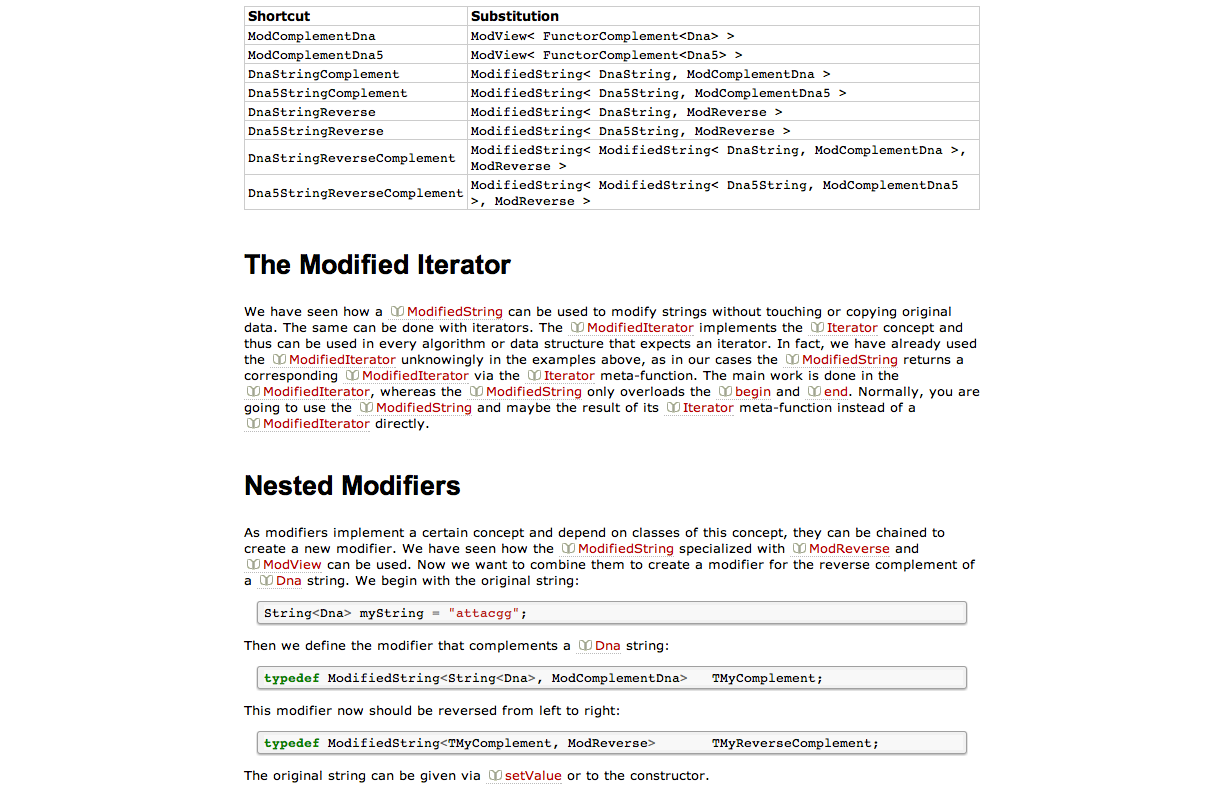 Shortcut Substitution
ModComplementDna ModView< FunctorComplement<Dna> >
ModComplementDna5 ModView< FunctorComplement<Dna5> >
DnaStringComplement ModifiedString< DnaString, ModComplementDna >
Dna5StringComplement ModifiedString< Dna5String, ModComplementDna5 >
DnaStringReverse ModifiedString< DnaString, ModReverse >
Dna5StringReverse ModifiedString< Dna5String, ModReverse >
DnaStringReverseComplement ModifiedString< ModifiedString< DnaString, ModComplementDna >,
ModReverse >
Dna5StringReverseComplement ModifiedString< ModifiedString< Dna5String, ModComplementDna5
>, ModReverse >
The Modified Iterator
We have seen how a ModifiedString can be used to modify strings without touching or copying original
data. The same can be done with iterators. The ModifiedIterator implements the Iterator concept and
thus can be used in every algorithm or data structure that expects an iterator. In fact, we have already used
the ModifiedIterator unknowingly in the examples above, as in our cases the ModifiedString returns a
corresponding ModifiedIterator via the Iterator meta-function. The main work is done in the
ModifiedIterator, whereas the ModifiedString only overloads the begin and end. Normally, you are
going to use the ModifiedString and maybe the result of its Iterator meta-function instead of a
ModifiedIterator directly.
Nested Modifiers
As modifiers implement a certain concept and depend on classes of this concept, they can be chained to
create a new modifier. We have seen how the ModifiedString specialized with ModReverse and
ModView can be used. Now we want to combine them to create a modifier for the reverse complement of
a Dna string. We begin with the original string:
String<Dna> myString = "attacgg";
Then we define the modifier that complements a Dna string:
typedef ModifiedString<String<Dna>, ModComplementDna> TMyComplement;
This modifier now should be reversed from left to right:
typedef ModifiedString<TMyComplement, ModReverse> TMyReverseComplement;
The original string can be given via setValue or to the constructor.